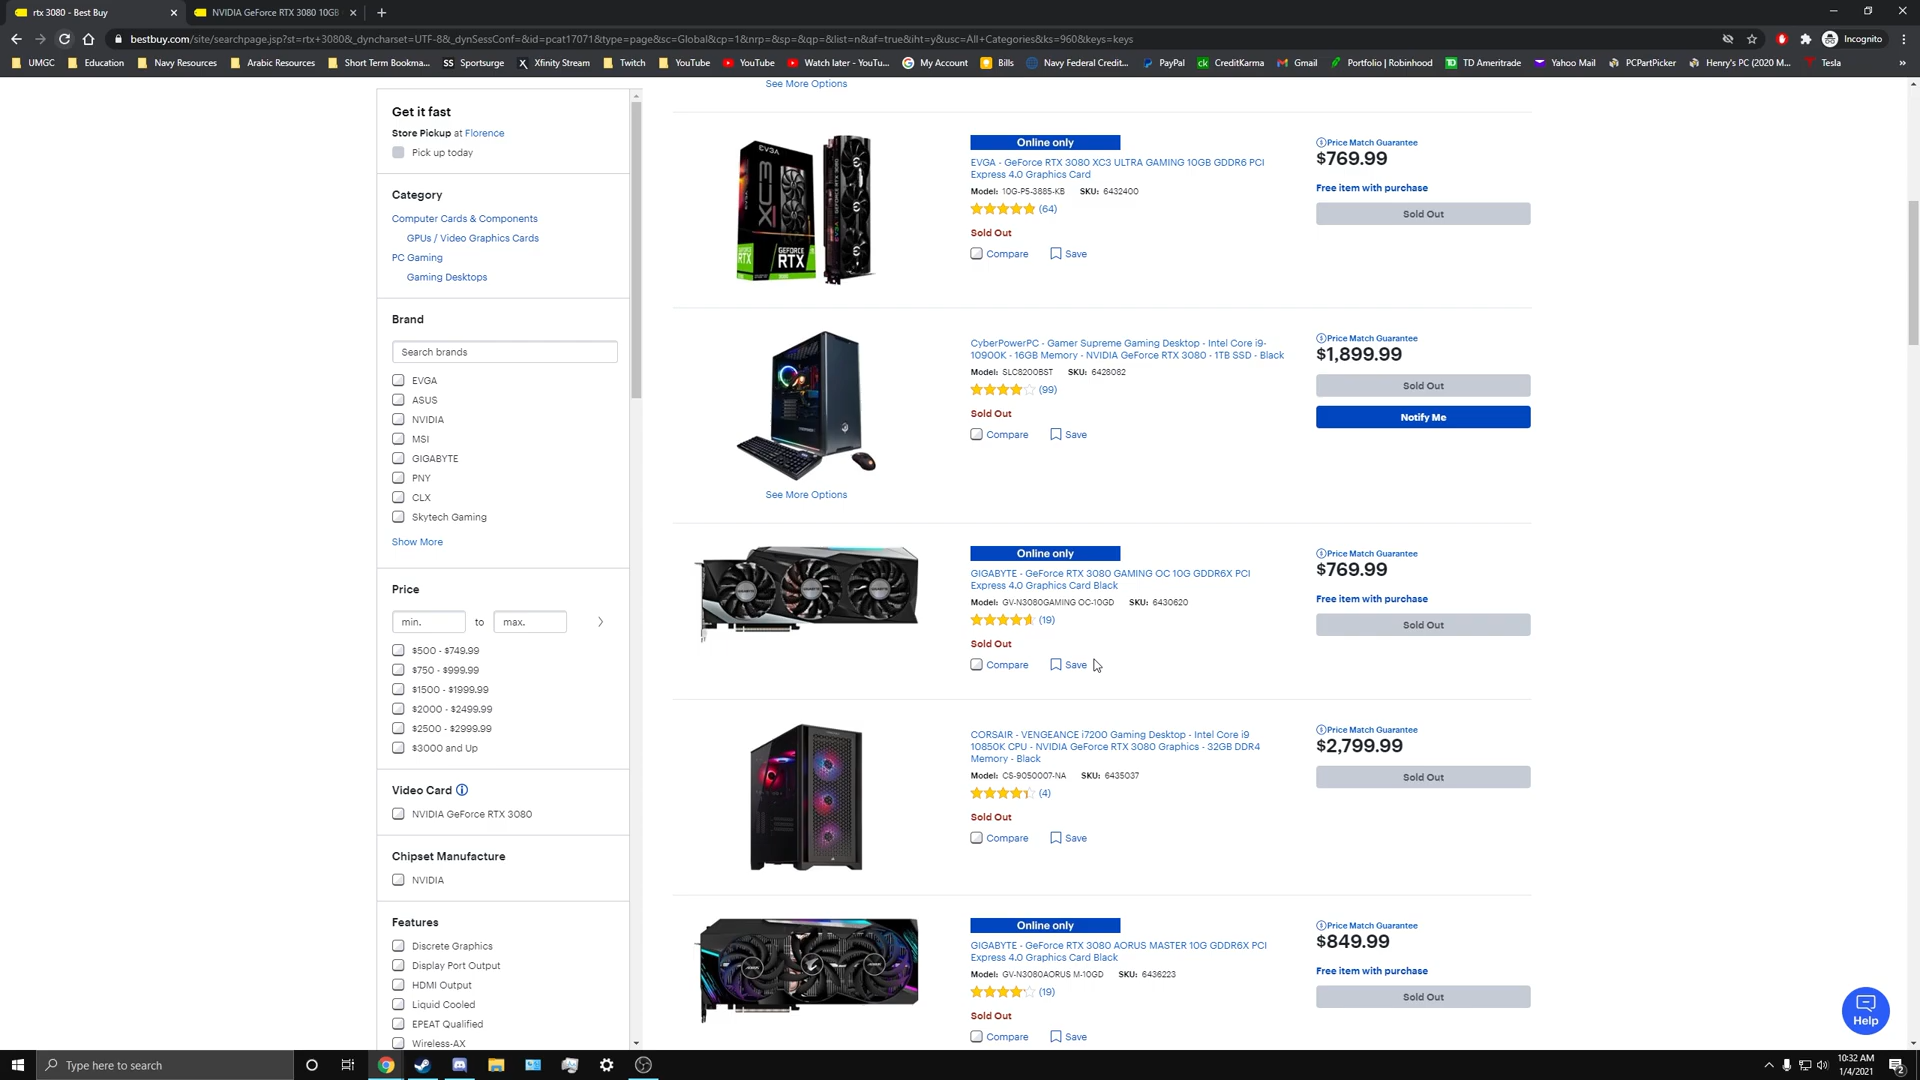 rtx 3080 - Best Buy
NVIDIA GeForce RTX 3080 10GB
bestbuy.com/site/searchpage.jsp?st=rtx+3080&_dyncharset=UTF-8&_dynSessConf=&id=pcat17071&type=page&sc=Global&cp=1&nrp=&sp=&qp=&list=n&af=true&iht=y&usc=All+Categories&ks=960&keys=keys
Incognito
UMGC Education Navy Resources Arabic Resources Short Term Bookma... SS Sportsurge Xfinity Stream Twitch YouTube YouTube Watch later - YouTu... My Account Bills Navy Federal Credit... PayPal ck CreditKarma Gmail Portfolio | Robinhood TD Ameritrade Yahoo Mail PCPartPicker Henry's PC (2020 M... Tesla »
Get it fast
Store Pickup at Florence
Pick up today
Category
Computer Cards & Components
GPUs / Video Graphics Cards
PC Gaming
Gaming Desktops
Brand
Search brands
EVGA
ASUS
NVIDIA
MSI
GIGABYTE
PNY
CLX
Skytech Gaming
Show More
Price
min. to max.
$500 - $749.99
$750 - $999.99
$1500 - $1999.99
$2000 - $2499.99
$2500 - $2999.99
$3000 and Up
Video Card
NVIDIA GeForce RTX 3080
Chipset Manufacture
NVIDIA
Features
Discrete Graphics
Display Port Output
HDMI Output
Liquid Cooled
EPEAT Qualified
Wireless-AX
See More Options
EVGA
XC3
GEFORCE RTX
RTX
Online only
EVGA - GeForce RTX 3080 XC3 ULTRA GAMING 10GB GDDR6 PCI
Express 4.0 Graphics Card
Model: 10G-P5-3885-KB SKU: 6432400
(64)
Sold Out
Compare Save
Price Match Guarantee
$769.99
Free item with purchase
Sold Out
CyberPowerPC - Gamer Supreme Gaming Desktop - Intel Core i9-
10900K - 16GB Memory - NVIDIA GeForce RTX 3080 - 1TB SSD - Black
Model: SLC8200BST SKU: 6428082
(99)
Sold Out
Compare Save
See More Options
Price Match Guarantee
$1,899.99
Sold Out
Notify Me
Online only
GIGABYTE - GeForce RTX 3080 GAMING OC 10G GDDR6X PCI
Express 4.0 Graphics Card Black
Model: GV-N3080GAMING OC-10GD SKU: 6430620
(19)
Sold Out
Compare Save
Price Match Guarantee
$769.99
Free item with purchase
Sold Out
CORSAIR - VENGEANCE i7200 Gaming Desktop - Intel Core i9
10850K CPU - NVIDIA GeForce RTX 3080 Graphics - 32GB DDR4
Memory - Black
Model: CS-9050007-NA SKU: 6435037
(4)
Sold Out
Compare Save
Price Match Guarantee
$2,799.99
Sold Out
Online only
GIGABYTE - GeForce RTX 3080 AORUS MASTER 10G GDDR6X PCI
Express 4.0 Graphics Card Black
Model: GV-N3080AORUS M-10GD SKU: 6436223
(19)
Sold Out
Compare Save
Price Match Guarantee
$849.99
Free item with purchase
Sold Out
Help
Type here to search
10:32 AM
1/4/2021
2